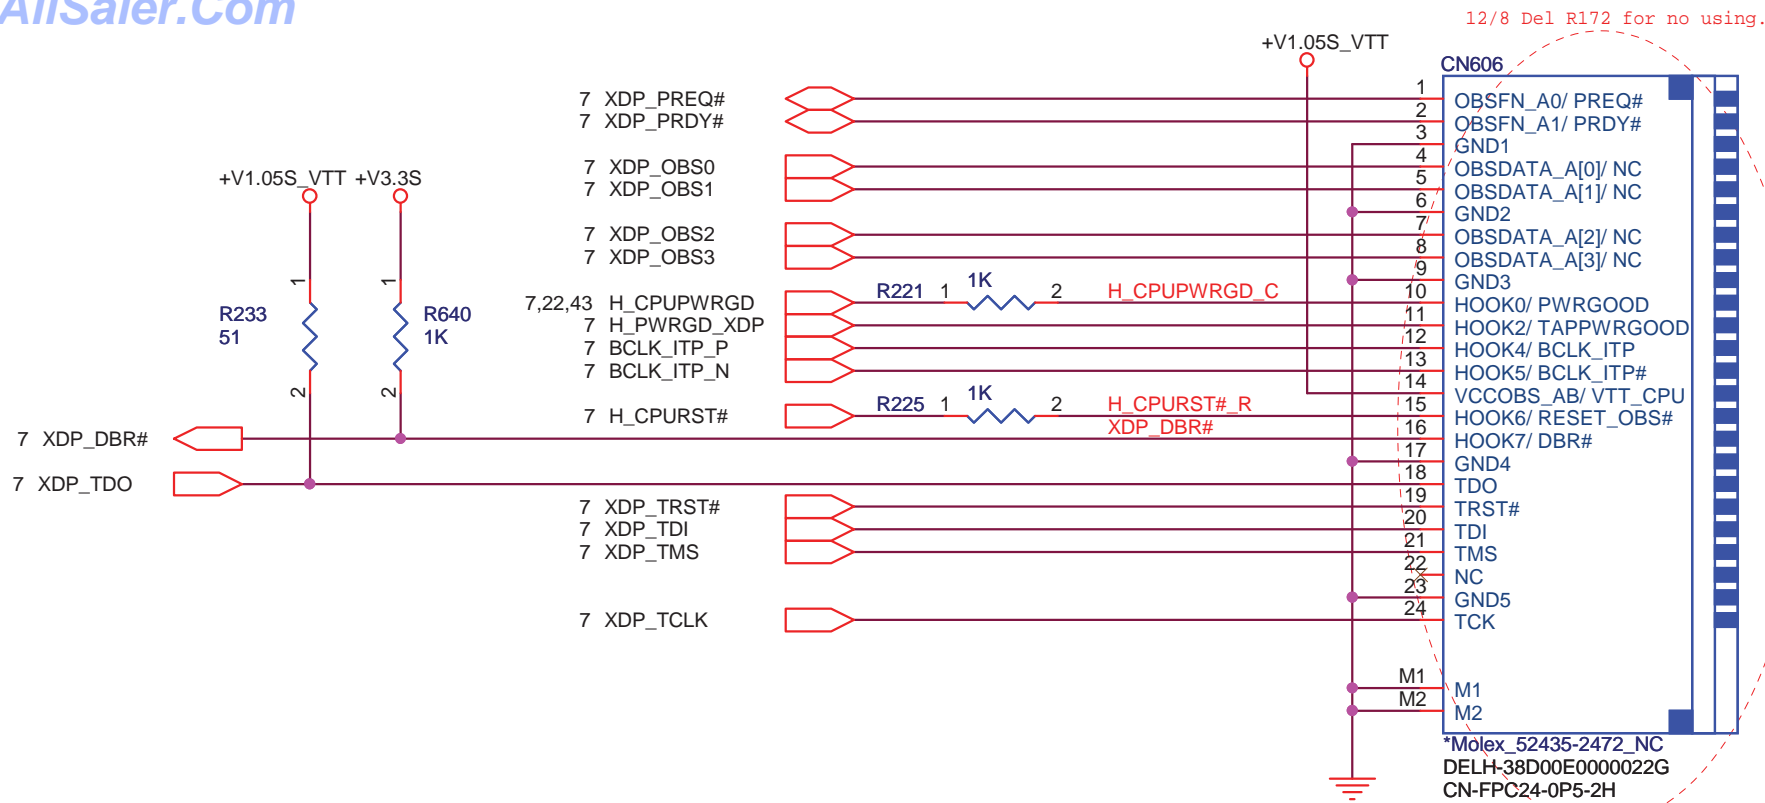 AllSaler.Com
12/8 Del R172 for no using.
+V1.05S_VTT
CN606
7 XDP_PREQ# 1 OBSFN_A0/ PREQ#
7 XDP_PRDY# 2 OBSFN_A1/ PRDY#
3 GND1
7 XDP_OBS0 4 OBSDATA_A[0]/ NC
7 XDP_OBS1 5 OBSDATA_A[1]/ NC
+V1.05S_VTT +V3.3S
6 GND2
7 XDP_OBS2 7 OBSDATA_A[2]/ NC
7 XDP_OBS3 8 OBSDATA_A[3]/ NC
9 GND3
1 1
7,22,43 H_CPUPWRGD R221 1 1K 2 H_CPUPWRGD_C 10 HOOK0/ PWRGOOD
R233 R640
51 1K
7 H_PWRGD_XDP 11 HOOK2/ TAPPWRGOOD
7 BCLK_ITP_P 12 HOOK4/ BCLK_ITP
7 BCLK_ITP_N 13 HOOK5/ BCLK_ITP#
2 2
14 VCCOBS_AB/ VTT_CPU
7 H_CPURST# R225 1 1K 2 H_CPURST#_R 15 HOOK6/ RESET_OBS#
7 XDP_DBR# XDP_DBR# 16 HOOK7/ DBR#
17 GND4
7 XDP_TDO 18 TDO
7 XDP_TRST# 19 TRST#
7 XDP_TDI 20 TDI
7 XDP_TMS 21 TMS
22 NC
23 GND5
7 XDP_TCLK 24 TCK
M1 M1
M2 M2
*Molex_52435-2472_NC
DELH-38D00E0000022G
CN-FPC24-0P5-2H